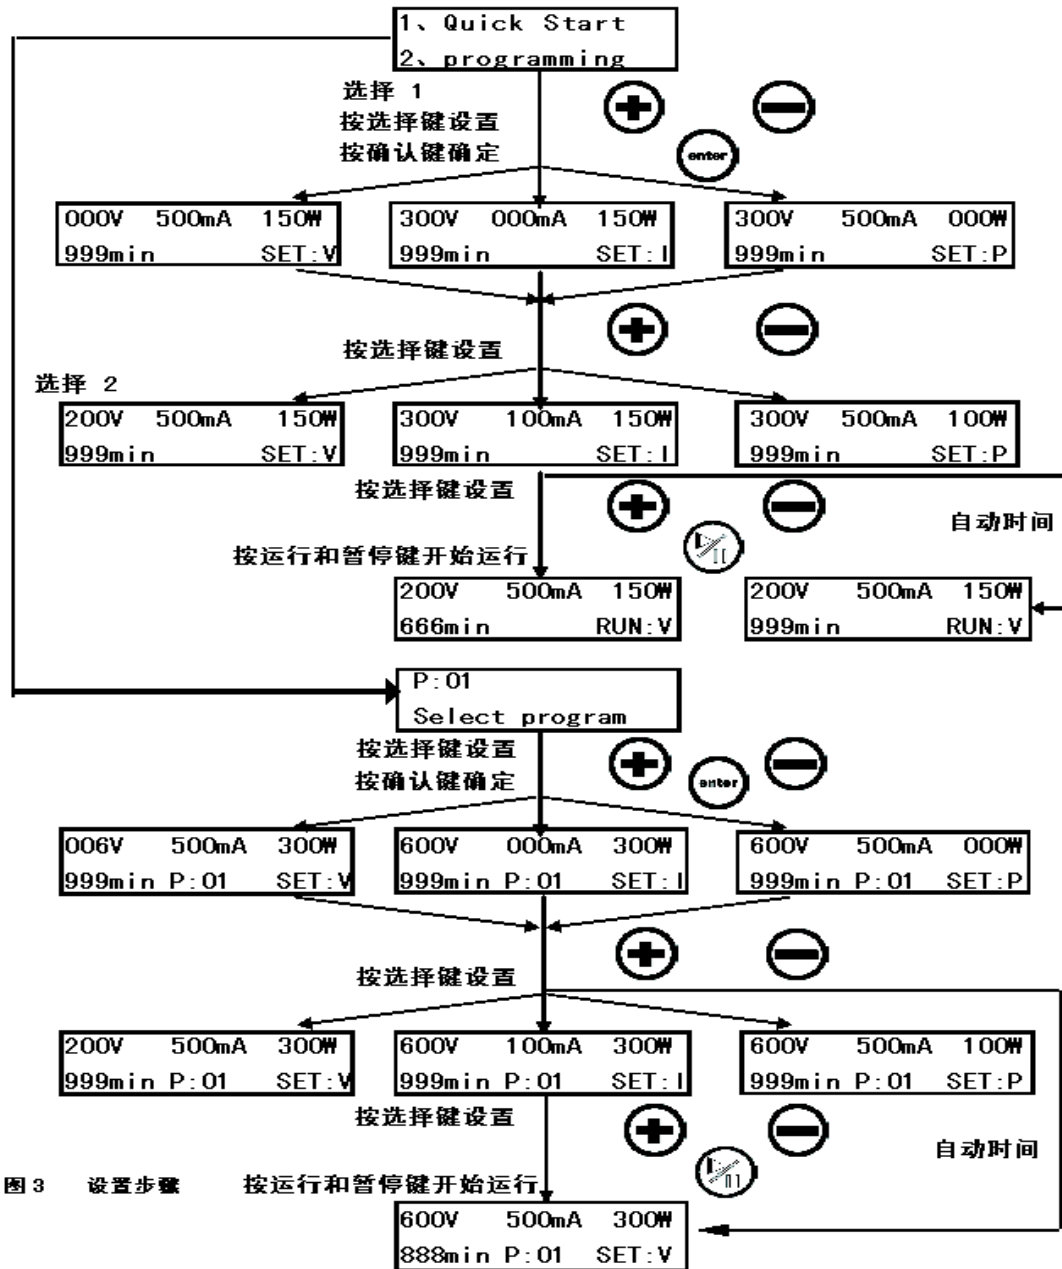 1、Quick Start
2、programming
选择 1
按选择键设置
按确认键确定
enter
000V 500mA 150W
999min SET:V
300V 000mA 150W
999min SET:I
300V 500mA 000W
999min SET:P
按选择键设置
选择 2
200V 500mA 150W
999min SET:V
300V 100mA 150W
999min SET:I
300V 500mA 100W
999min SET:P
按选择键设置
自动时间
按运行和暂停键开始运行
200V 500mA 150W
666min RUN:V
200V 500mA 150W
999min RUN:V
P:01
Select program
按选择键设置
按确认键确定
enter
006V 500mA 300W
999min P:01 SET:V
600V 000mA 300W
999min P:01 SET:I
600V 500mA 000W
999min P:01 SET:P
按选择键设置
200V 500mA 300W
999min P:01 SET:V
600V 100mA 300W
999min P:01 SET:I
600V 500mA 100W
999min P:01 SET:P
按选择键设置
自动时间
图3 设置步骤 按运行和暂停键开始运行
600V 500mA 300W
888min P:01 SET:V